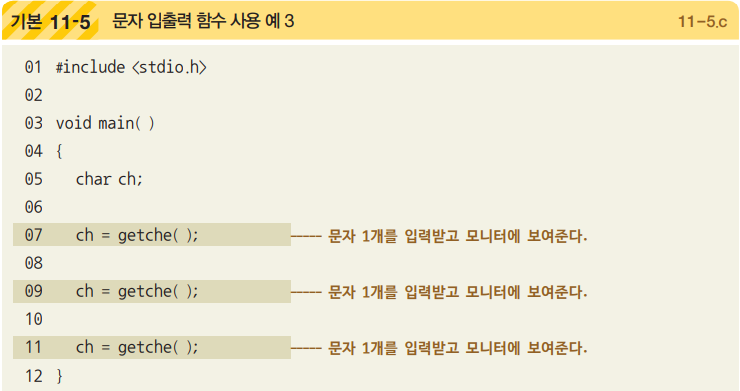 기본 11-5 문자 입출력 함수 사용 예 3 11-5.c
01 #include <stdio.h>
02
03 void main( )
04 {
05 char ch;
06
07 ch = getche( ); ----- 문자 1개를 입력받고 모니터에 보여준다.
08
09 ch = getche( ); ----- 문자 1개를 입력받고 모니터에 보여준다.
10
11 ch = getche( ); ----- 문자 1개를 입력받고 모니터에 보여준다.
12 }